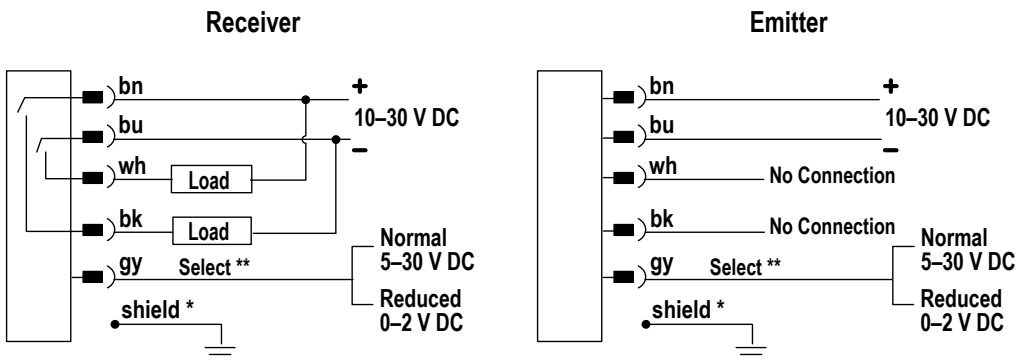 Receiver
bn
+
10–30 V DC
bu
–
wh
Load
bk
Load
Normal
5–30 V DC
gy
Select **
Reduced
0–2 V DC
shield *
Emitter
bn
+
10–30 V DC
bu
–
wh
No Connection
bk
No Connection
Normal
5–30 V DC
gy
Select **
Reduced
0–2 V DC
shield *